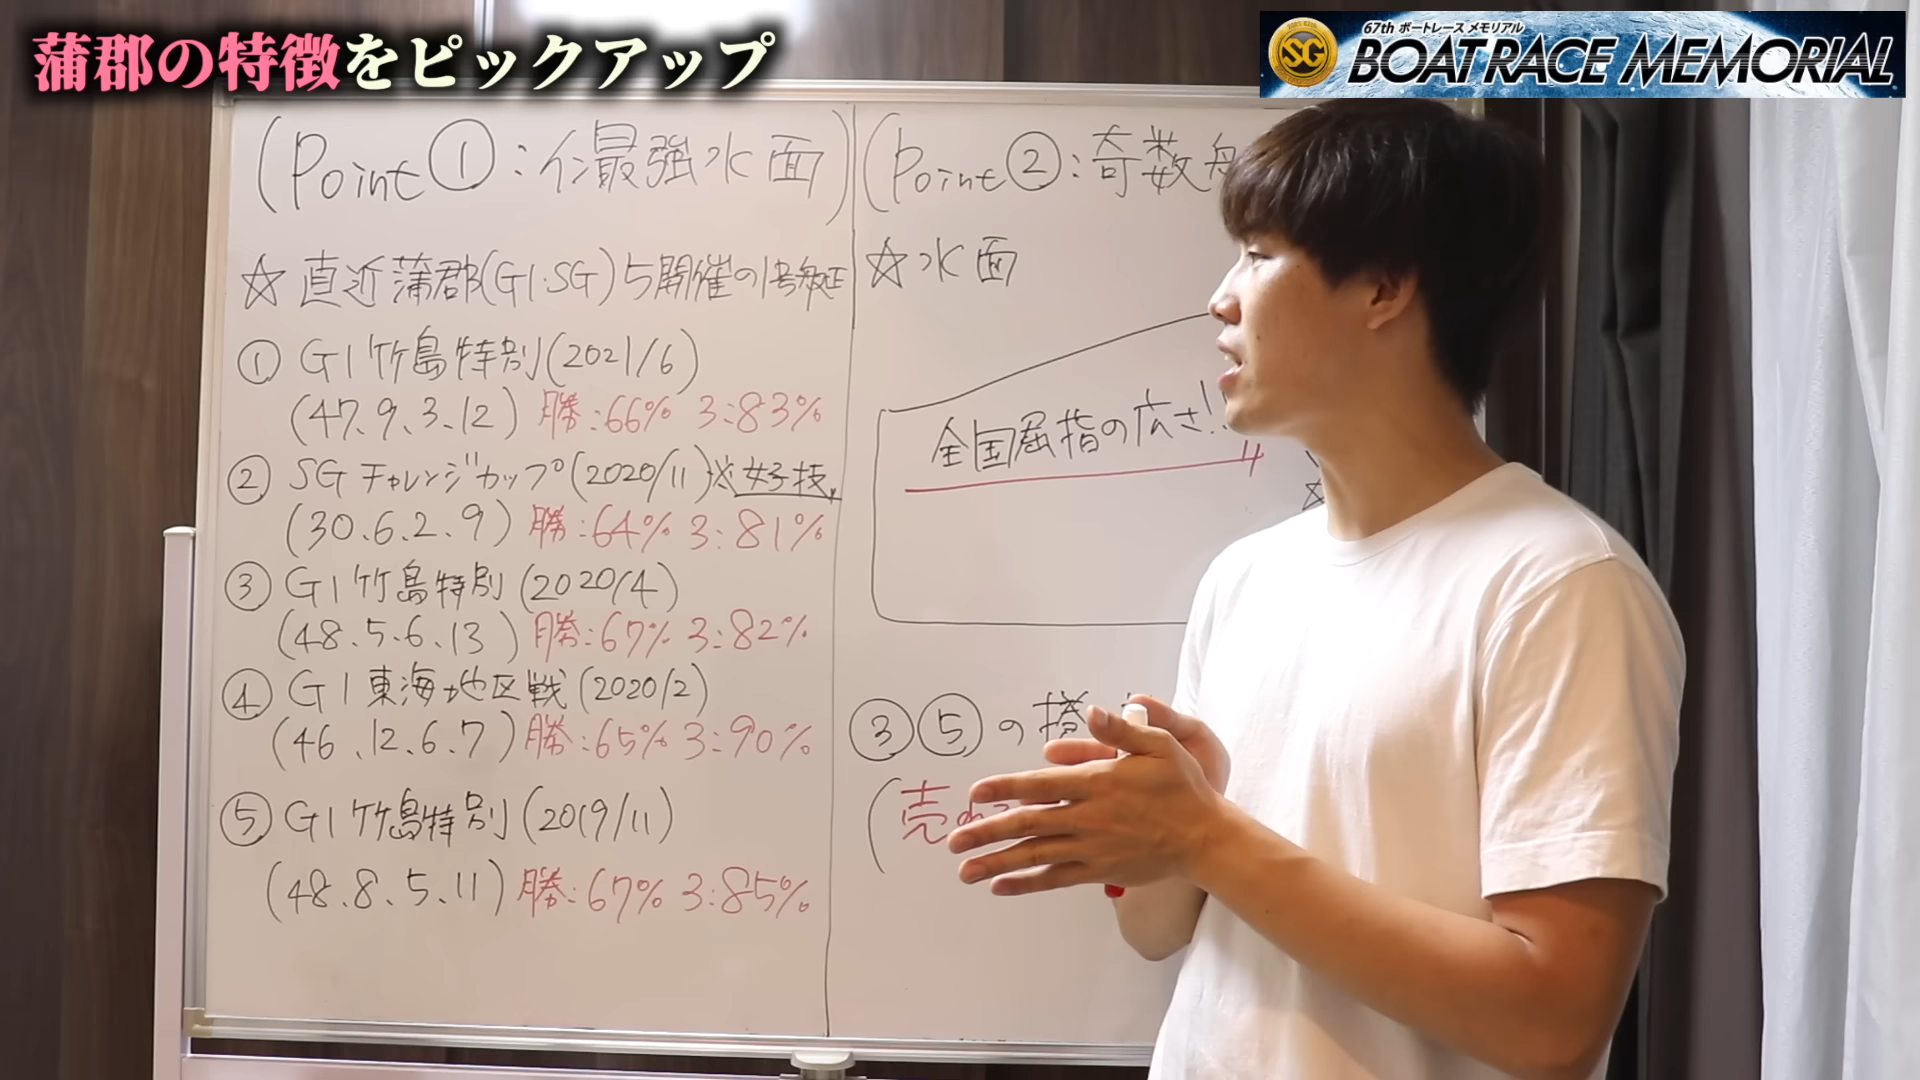 蒲郡の特徴をピックアップ
67th ボートレース メモリアル
SG
BOAT RACE MEMORIAL
(Point①:イン最強水面)
☆直近蒲郡(G1.SG)5開催の1号艇
①G1竹島特別(2021/6)
(47.9.3.12) 勝:66% 3:83%
②SGチャレンジカップ(2020/11)※女子技
(30.6.2.9) 勝:64% 3:81%
③G1竹島特別(2020/4)
(48.5.6.13) 勝:67% 3:82%
④G1東海地区戦(2020/2)
(46.12.6.7) 勝:65% 3:90%
⑤G1竹島特別(2019/11)
(48.8.5.11) 勝:67% 3:85%
(Point②:奇数
☆水面
全国屈指の広さ!!
③⑤の
(売れ